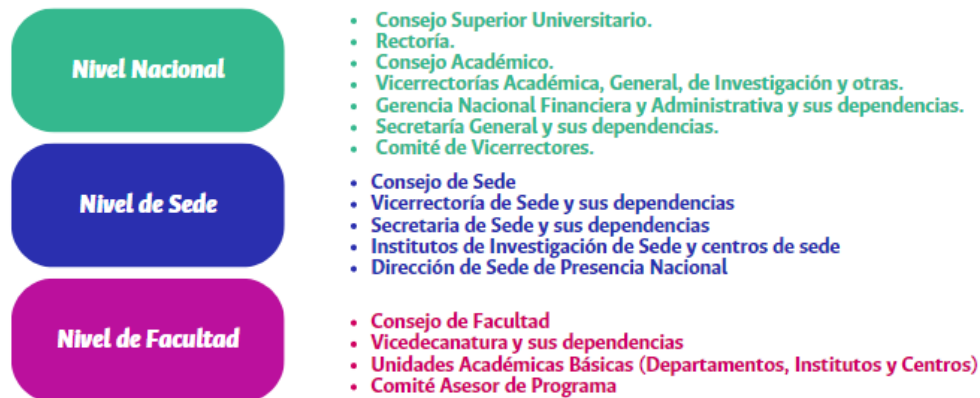 Nivel Nacional
• Consejo Superior Universitario.
• Rectoría.
• Consejo Académico.
• Vicerrectorías Académica, General, de Investigación y otras.
• Gerencia Nacional Financiera y Administrativa y sus dependencias.
• Secretaría General y sus dependencias.
• Comité de Vicerrectores.
Nivel de Sede
• Consejo de Sede
• Vicerrectoría de Sede y sus dependencias
• Secretaria de Sede y sus dependencias
• Institutos de Investigación de Sede y centros de sede
• Dirección de Sede de Presencia Nacional
Nivel de Facultad
• Consejo de Facultad
• Vicedecanatura y sus dependencias
• Unidades Académicas Básicas (Departamentos, Institutos y Centros)
• Comité Asesor de Programa